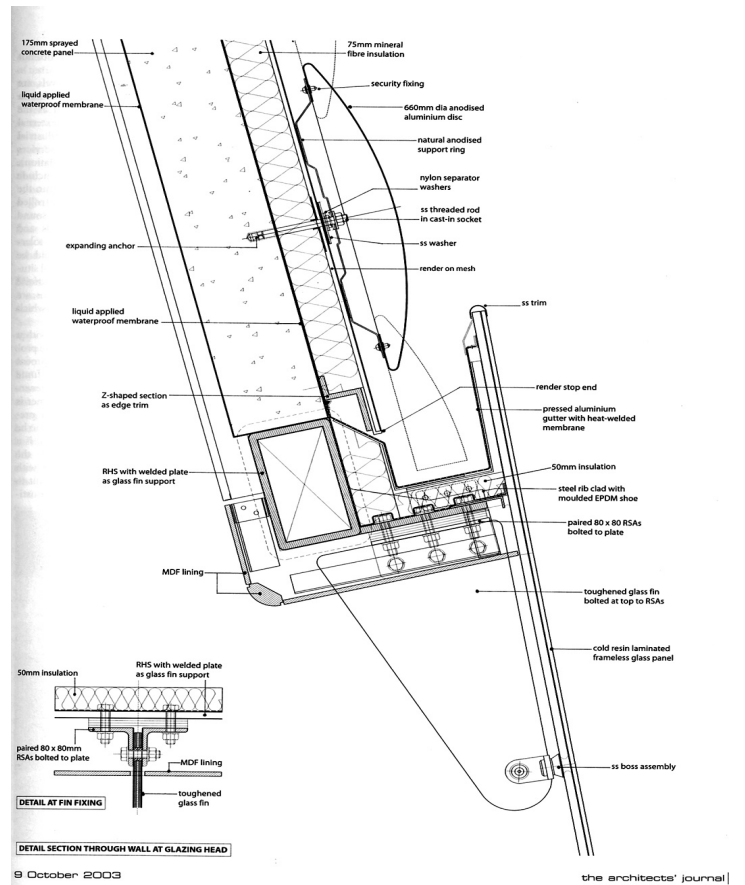 175mm sprayed
concrete panel
75mm mineral
fibre insulation
security fixing
liquid applied
waterproof membrane
660mm dia anodised
aluminium disc
natural anodised
support ring
nylon separator
washers
ss threaded rod
in cast-in socket
expanding anchor
ss washer
render on mesh
ss trim
liquid applied
waterproof membrane
Z-shaped section
as edge trim
render stop end
pressed aluminium
gutter with heat-welded
membrane
RHS with welded plate
as glass fin support
50mm insulation
steel rib clad with
moulded EPDM shoe
paired 80 x 80 RSAs
bolted to plate
MDF lining
toughened glass fin
bolted at top to RSAs
cold resin laminated
frameless glass panel
50mm insulation
RHS with welded plate
as glass fin support
paired 80 x 80mm
RSAs bolted to plate
MDF lining
ss boss assembly
toughened
glass fin
DETAIL AT FIN FIXING
DETAIL SECTION THROUGH WALL AT GLAZING HEAD
9 October 2003
the architects' journal